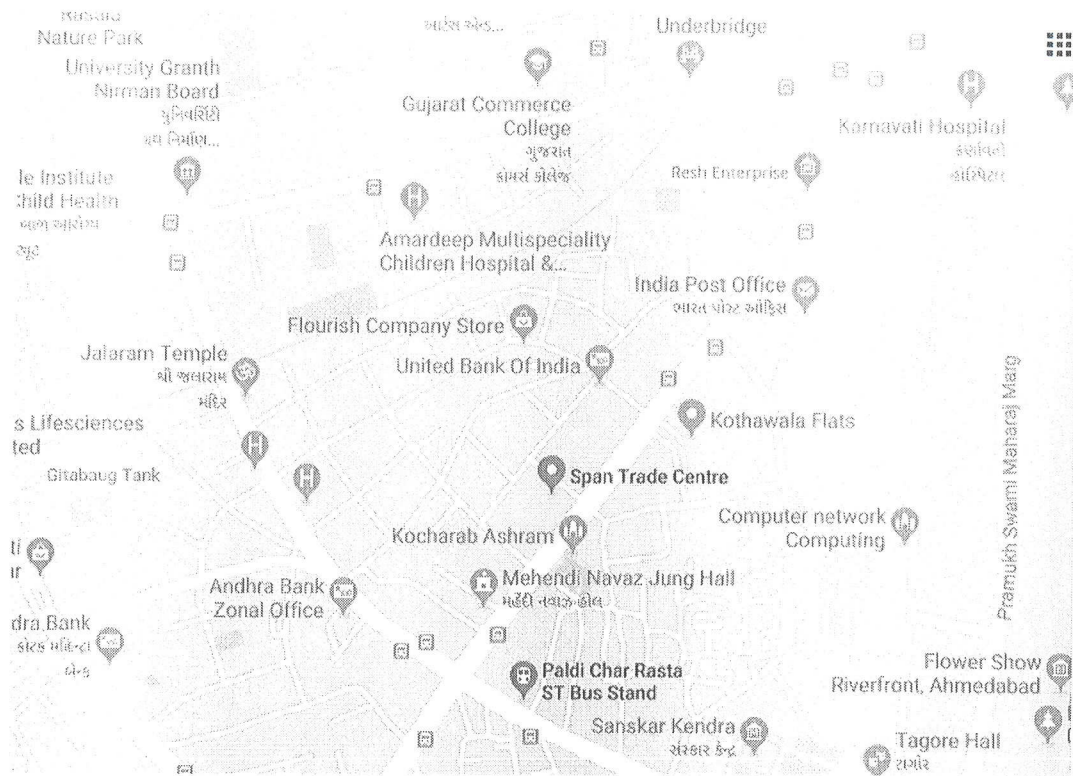 Nature Park
University Granth
Nirman Board
યુનિવર્સિટી
ગ્રંથ નિર્માણ...
Underbridge
Gujarat Commerce
College
ગુજરાત
કોમર્સ કોલેજ
Karnavati Hospital
Resh Enterprise
le Institute
Child Health
Amardeep Multispeciality
Children Hospital &...
India Post Office
ભારત પોસ્ટ ઓફિસ
Flourish Company Store
United Bank Of India
Jalaram Temple
શ્રી જલારામ
મંદિર
Kothawala Flats
s Lifesciences
ted
Gitabaug Tank
Span Trade Centre
Pramukh Swami Maharaj Marg
Kocharab Ashram
Computer network
Computing
Andhra Bank
Zonal Office
Mehendi Navaz Jung Hall
મહેંદી નવાઝ હોલ
dra Bank
Paldi Char Rasta
ST Bus Stand
Flower Show
Riverfront, Ahmedabad
Sanskar Kendra
સંસ્કાર કેન્દ્ર
Tagore Hall
ટાગોર